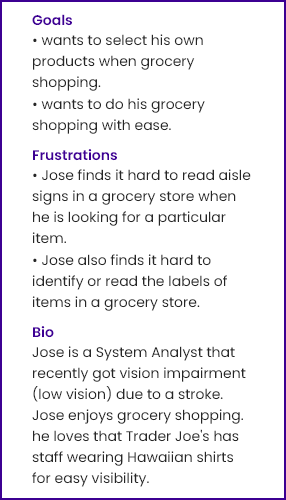 Goals
• wants to select his own
products when grocery
shopping.
• wants to do his grocery
shopping with ease.
Frustrations
• Jose finds it hard to read aisle
signs in a grocery store when
he is looking for a particular
item.
• Jose also finds it hard to
identify or read the labels of
items in a grocery store.
Bio
Jose is a System Analyst that
recently got vision impairment
(low vision) due to a stroke.
Jose enjoys grocery shopping.
he loves that Trader Joe's has
staff wearing Hawaiian shirts
for easy visibility.